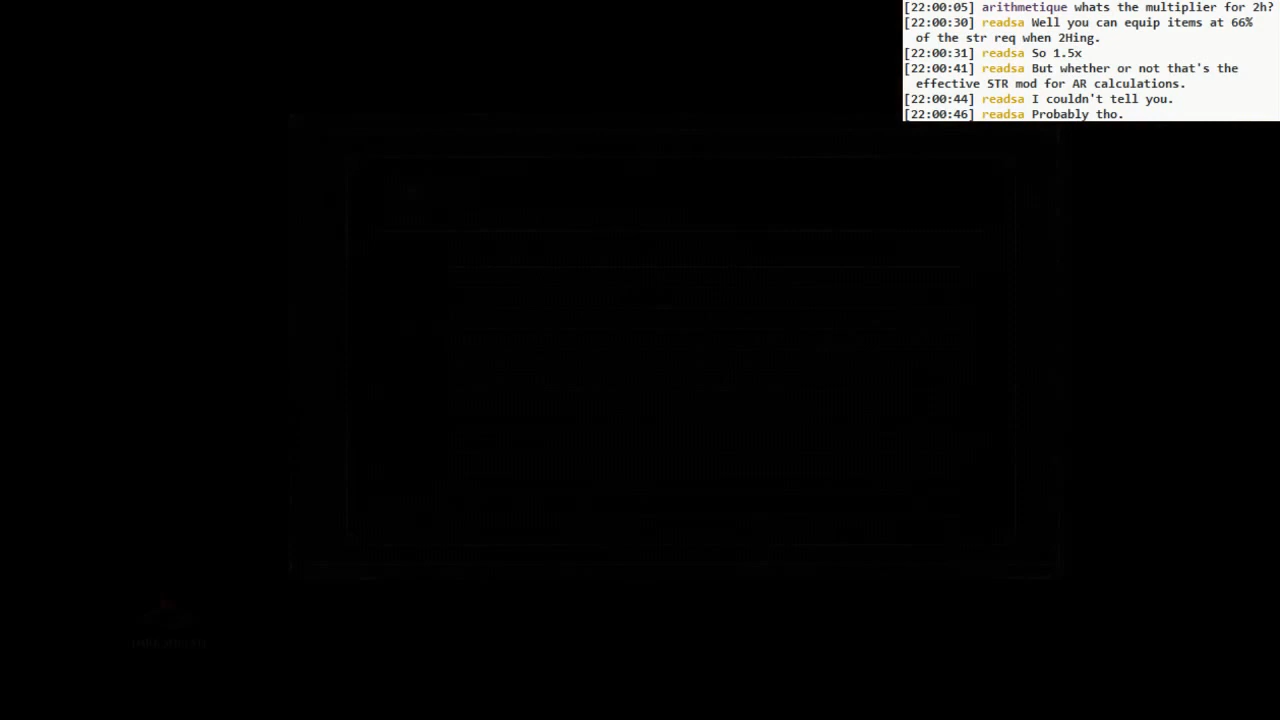 [22:00:05] arithmetique whats the multiplier for 2h?
[22:00:30] readsa Well you can equip items at 66%
of the str req when 2Hing.
[22:00:31] readsa So 1.5x
[22:00:41] readsa But whether or not that's the
effective STR mod for AR calculations.
[22:00:44] readsa I couldn't tell you.
[22:00:46] readsa Probably tho.